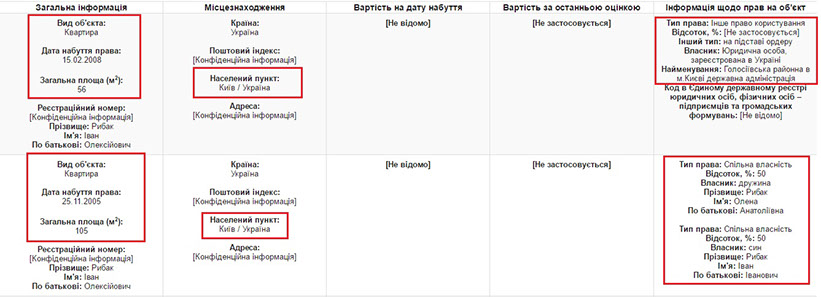 Загальна інформація
Місцезнаходження
Вартість на дату набуття
Вартість за останньою оцінкою
Інформація щодо прав на об'єкт
Вид об'єкта:
Квартира
Дата набуття права:
15.02.2008
Загальна площа (м²):
56
Реєстраційний номер:
[Конфіденційна інформація]
Прізвище: Рибак
Ім'я: Іван
По батькові: Олексійович
Країна:
Україна
Поштовий індекс:
[Конфіденційна інформація]
Населений пункт:
Київ / Україна
Адреса:
[Конфіденційна інформація]
[Не відомо]
[Не застосовується]
Тип права: Інше право користування
Відсоток, %: [Не застосовується]
Інший тип: на підставі ордеру
Власник: Юридична особа,
зареєстрована в Україні
Найменування: Голосіївська районна в
м.Києві державна адміністрація
Код в Єдиному державному реєстрі
юридичних осіб, фізичних осіб –
підприємців та громадських
формувань: [Не відомо]
Вид об'єкта:
Квартира
Дата набуття права:
25.11.2005
Загальна площа (м²):
105
Реєстраційний номер:
[Конфіденційна інформація]
Прізвище: Рибак
Ім'я: Іван
По батькові: Олексійович
Країна:
Україна
Поштовий індекс:
[Конфіденційна інформація]
Населений пункт:
Київ / Україна
Адреса:
[Конфіденційна інформація]
[Не відомо]
[Не застосовується]
Тип права: Спільна власність
Відсоток, %: 50
Власник: дружина
Прізвище: Рибак
Ім'я: Олена
По батькові: Анатоліївна
Тип права: Спільна власність
Відсоток, %: 50
Власник: син
Прізвище: Рибак
Ім'я: Іван
По батькові: Іванович